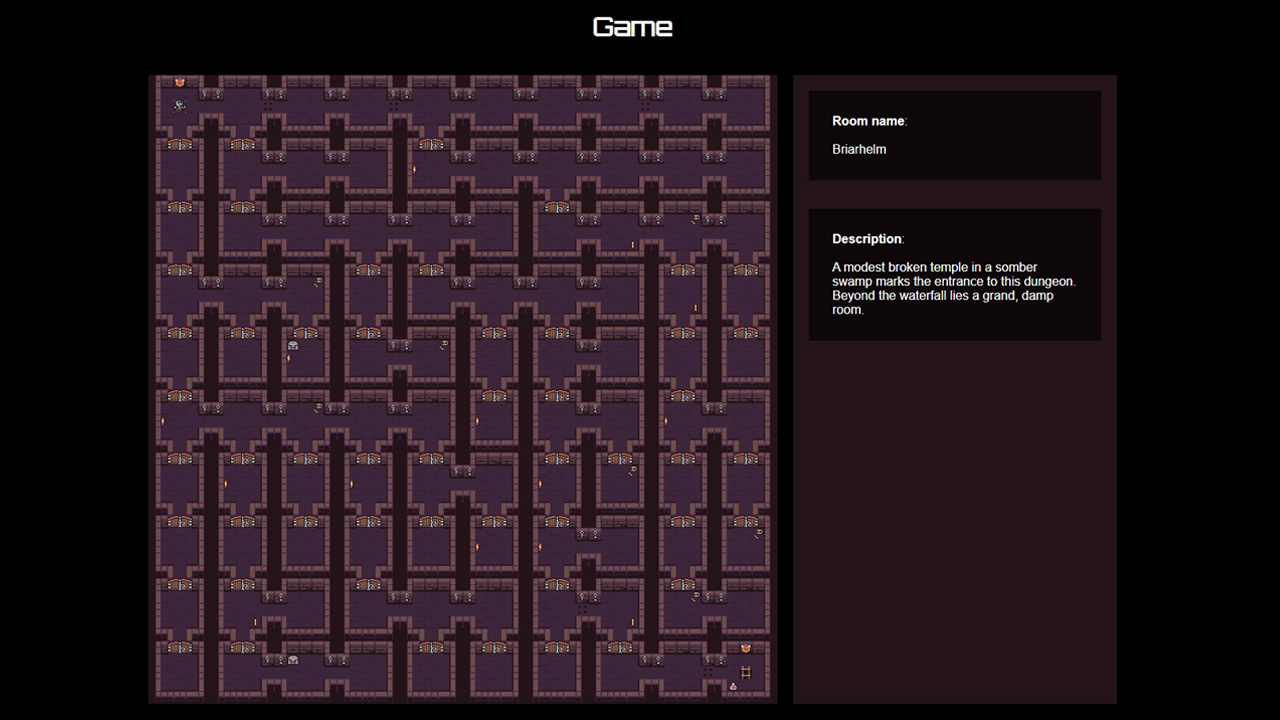 Game
Room name:
Briarhelm
Description:
A modest broken temple in a somber
swamp marks the entrance to this dungeon.
Beyond the waterfall lies a grand, damp
room.